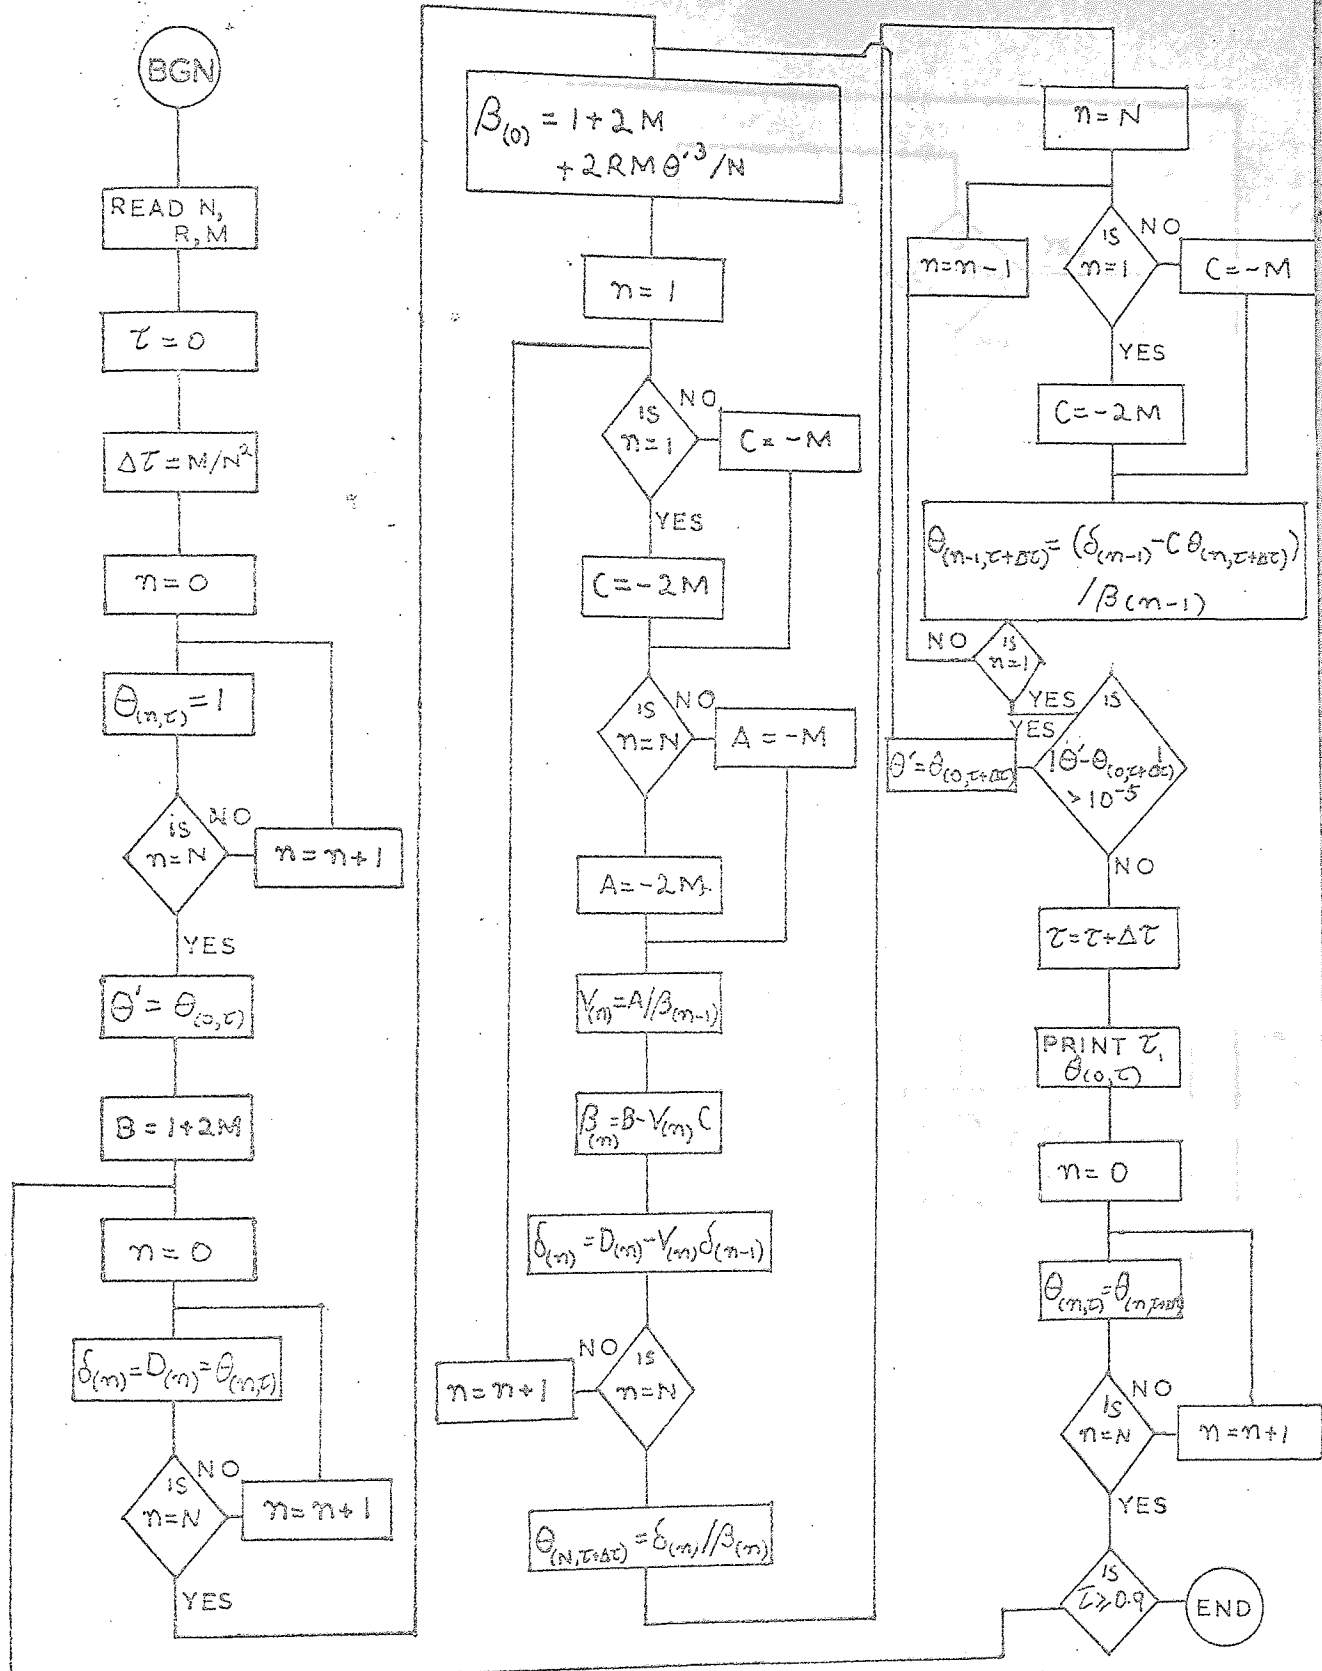 BGN
READ N,
R, M
τ = 0
Δτ = M/N²
n = 0
θ(n,τ) = 1
is
n=N
NO
n = n+1
YES
θ' = θ(0,τ)
B = 1+2M
n = 0
δ(n) = D(n) = θ(n,τ)
is
n=N
NO
n = n+1
YES
β(0) = 1+2M
+2RMθ'³/N
n = 1
is
n=1
NO
C = -M
YES
C = -2M
is
n=N
NO
A = -M
A = -2M
γ(n) = A/β(n-1)
β(n) = B-γ(n) C
δ(n) = D(n) - γ(n) δ(n-1)
is
n=N
NO
n = n+1
θ(N,τ+Δτ) = δ(n)/β(n)
n = N
n = n-1
is
n=1
NO
C = -M
YES
C = -2M
θ(n-1,τ+Δτ) = (δ(n-1) - C θ(n,τ+Δτ))
/β(n-1)
NO
is
n=1
YES
YES
θ' = θ(0,τ+Δτ)
is
|θ'-θ(0,τ+Δτ)|
>10⁻⁵
NO
τ = τ+Δτ
PRINT τ,
θ(0,τ)
n = 0
θ(n,τ) = θ(n,τ+Δτ)
is
n=N
NO
n = n+1
YES
is
τ⩾0.9
END